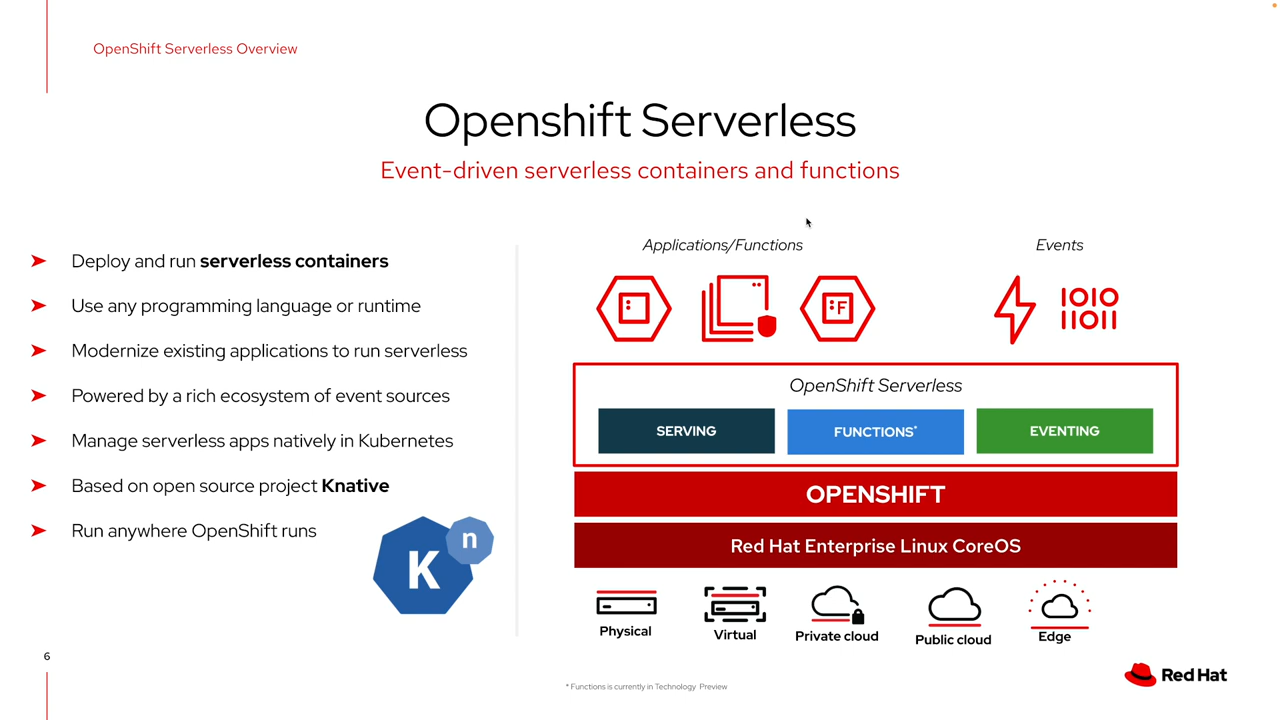 OpenShift Serverless Overview
Openshift Serverless
Event-driven serverless containers and functions
➤ Deploy and run serverless containers
➤ Use any programming language or runtime
➤ Modernize existing applications to run serverless
➤ Powered by a rich ecosystem of event sources
➤ Manage serverless apps natively in Kubernetes
➤ Based on open source project Knative
➤ Run anywhere OpenShift runs
K n
Applications/Functions
Events
F
1010
11011
OpenShift Serverless
SERVING
FUNCTIONS*
EVENTING
OPENSHIFT
Red Hat Enterprise Linux CoreOS
Physical
Virtual
Private cloud
Public cloud
Edge
6
* Functions is currently in Technology Preview
Red Hat